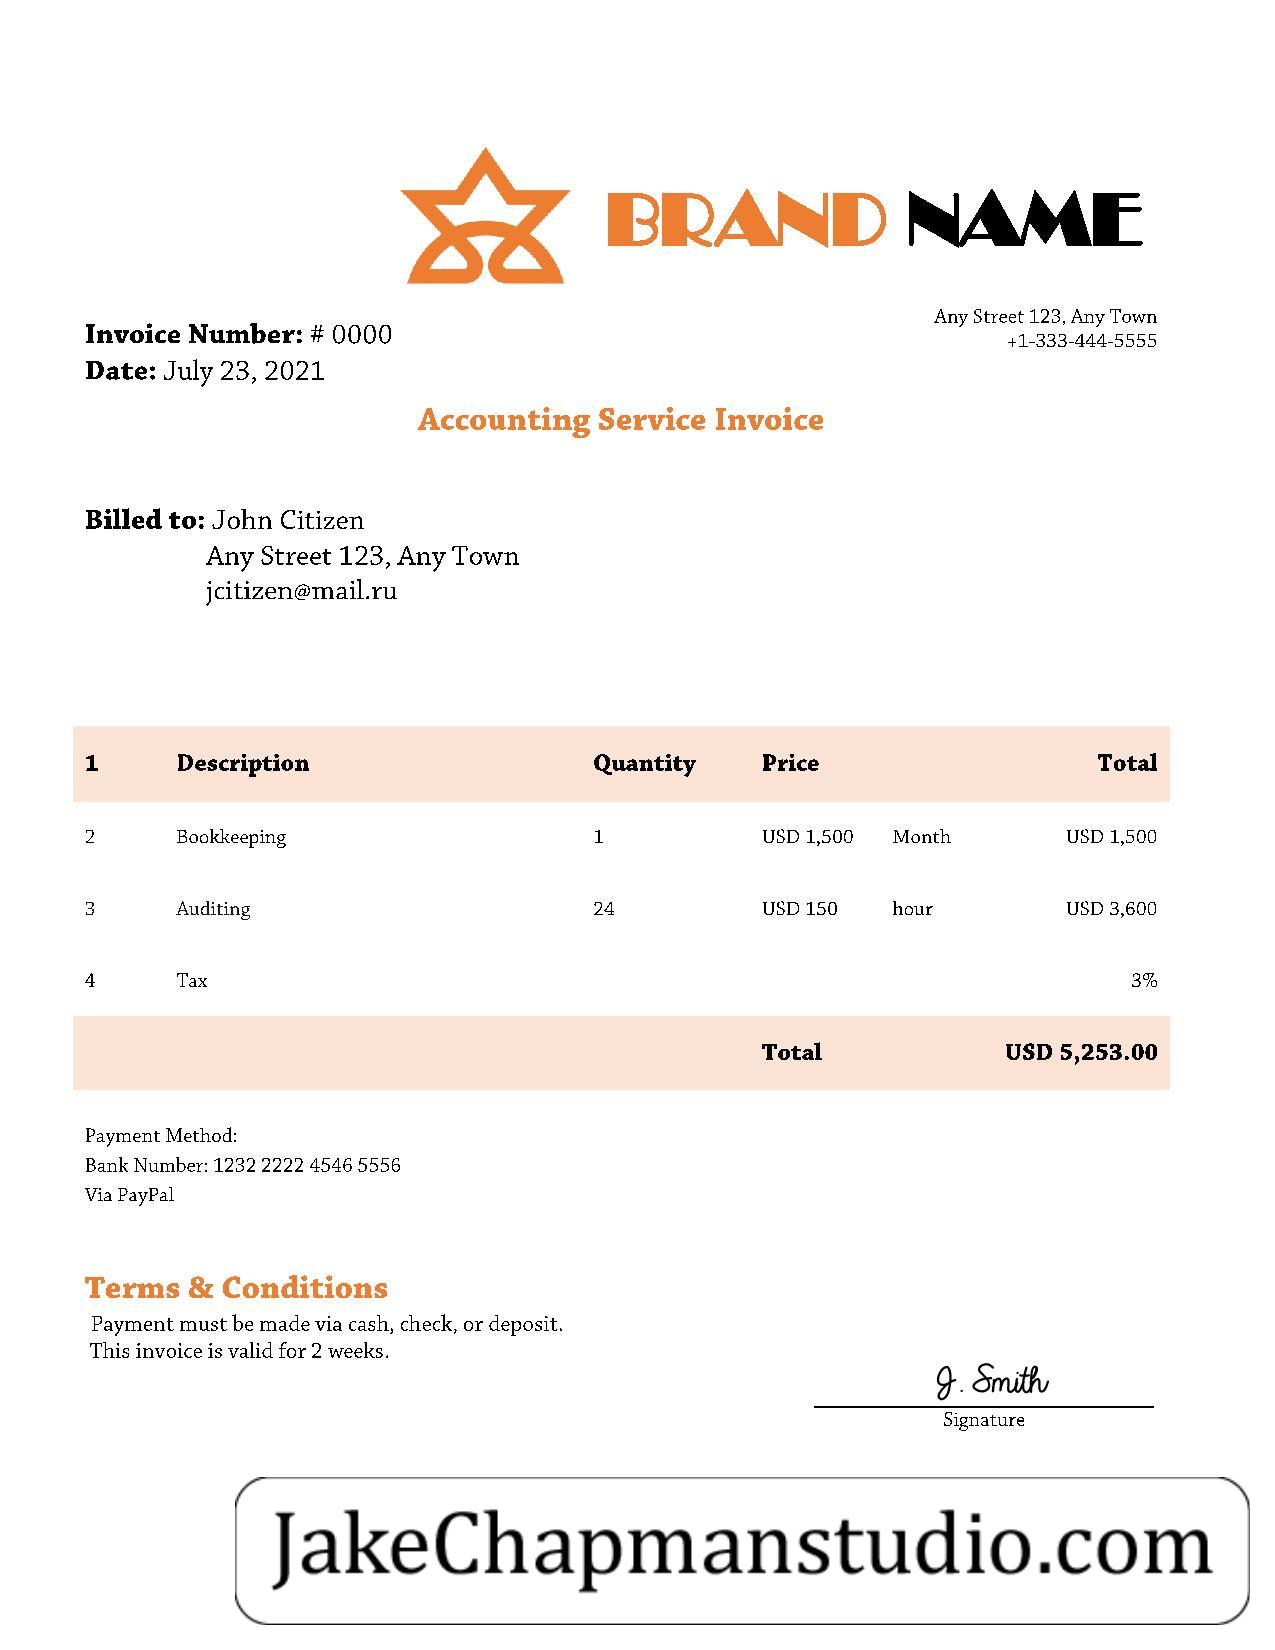 BRAND NAME
Any Street 123, Any Town
+1-333-444-5555
Invoice Number: # 0000
Date: July 23, 2021
Accounting Service Invoice
Billed to: John Citizen
Any Street 123, Any Town
jcitizen@mail.ru
1 Description Quantity Price Total
2 Bookkeeping 1 USD 1,500 Month USD 1,500
3 Auditing 24 USD 150 hour USD 3,600
4 Tax 3%
Total USD 5,253.00
Payment Method:
Bank Number: 1232 2222 4546 5556
Via PayPal
Terms & Conditions
Payment must be made via cash, check, or deposit.
This invoice is valid for 2 weeks.
J. Smith
Signature
JakeChapmanstudio.com